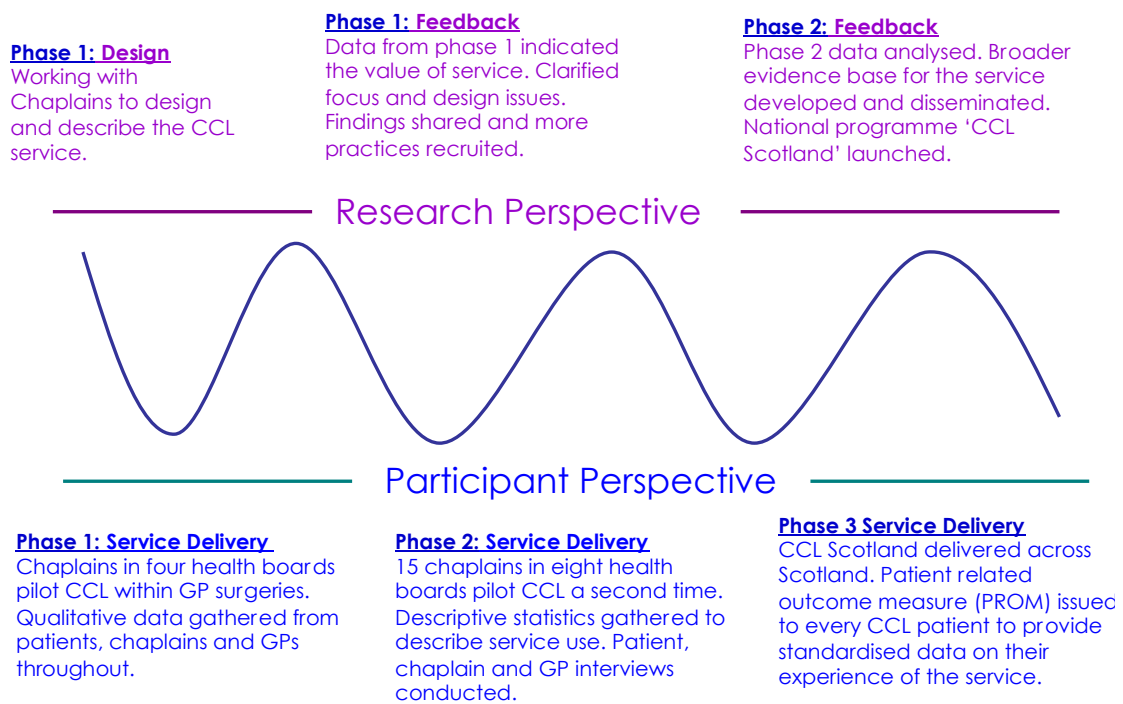 Phase 1: Design
Working with
Chaplains to design
and describe the CCL
service.
Phase 1: Feedback
Data from phase 1 indicated
the value of service. Clarified
focus and design issues.
Findings shared and more
practices recruited.
Phase 2: Feedback
Phase 2 data analysed. Broader
evidence base for the service
developed and disseminated.
National programme ‘CCL
Scotland’ launched.
Research Perspective
Participant Perspective
Phase 1: Service Delivery
Chaplains in four health boards
pilot CCL within GP surgeries.
Qualitative data gathered from
patients, chaplains and GPs
throughout.
Phase 2: Service Delivery
15 chaplains in eight health
boards pilot CCL a second time.
Descriptive statistics gathered to
describe service use. Patient,
chaplain and GP interviews
conducted.
Phase 3 Service Delivery
CCL Scotland delivered across
Scotland. Patient related
outcome measure (PROM) issued
to every CCL patient to provide
standardised data on their
experience of the service.